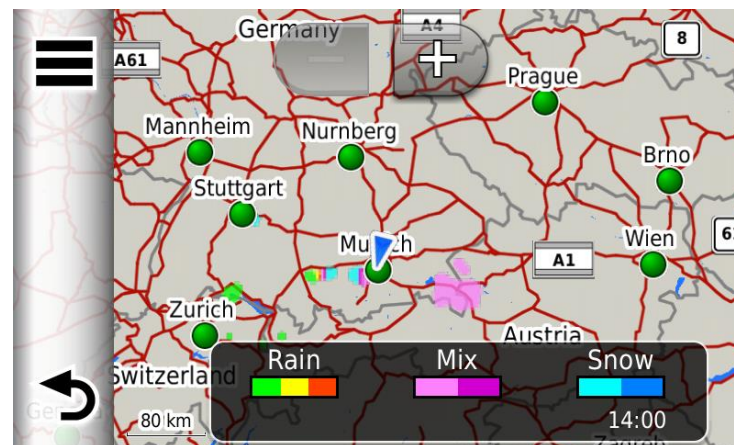 Germany
A4
8
A61
Prague
Mannheim
Nurnberg
Brno
Stuttgart
Wien
A1
Zurich
Austria
Switzerland
Rain
Mix
Snow
80 km
14:00